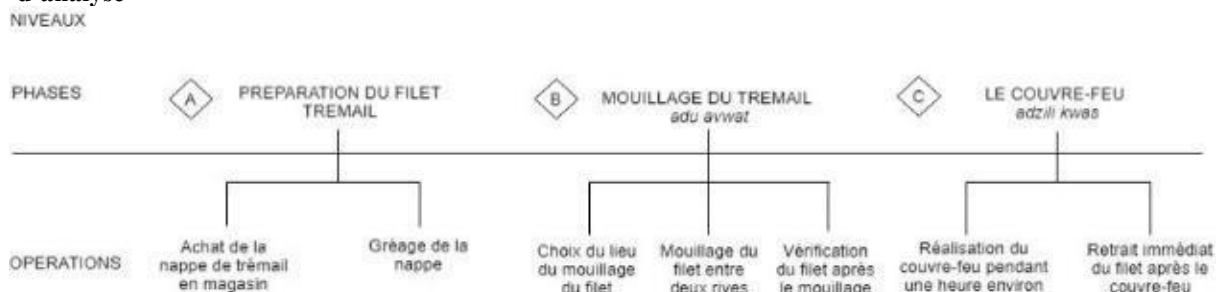 d'analyse
NIVEAUX
PHASES
A
PREPARATION DU FILET
TREMAIL
B
MOUILLAGE DU TREMAIL
adu avwat
C
LE COUVRE-FEU
adzili kwas
OPERATIONS
Achat de la
nappe de trémail
en magasin
Gréage de la
nappe
Choix du lieu
du mouillage
du filet
Mouillage du
filet entre
deux rives
Vérification
du filet après
le mouillage
Réalisation du
couvre-feu pendant
une heure environ
Retrait immédiat
du filet après le
couvre-feu